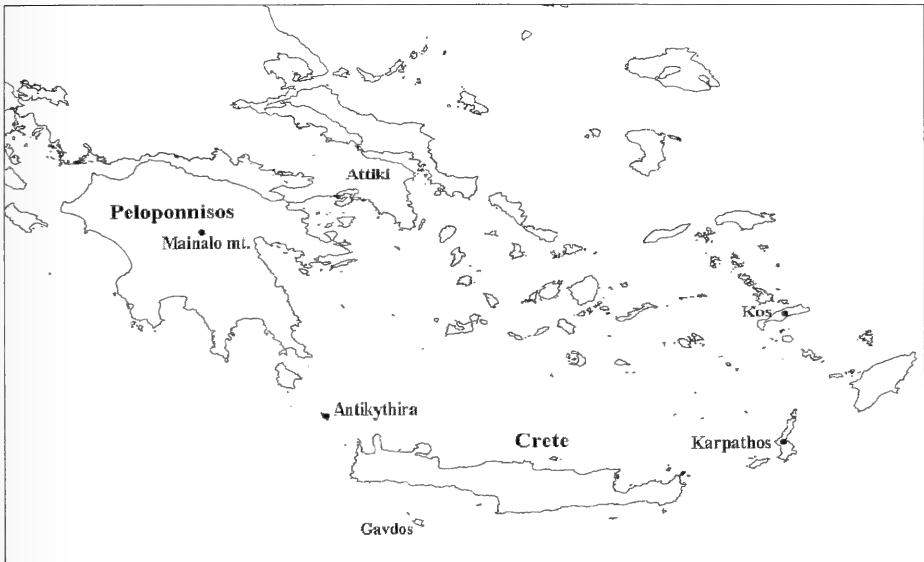 Attiki
Peloponnisos
Mainalo mt.
Kos
Antikythira
Crete
Karpathos
Gavdos